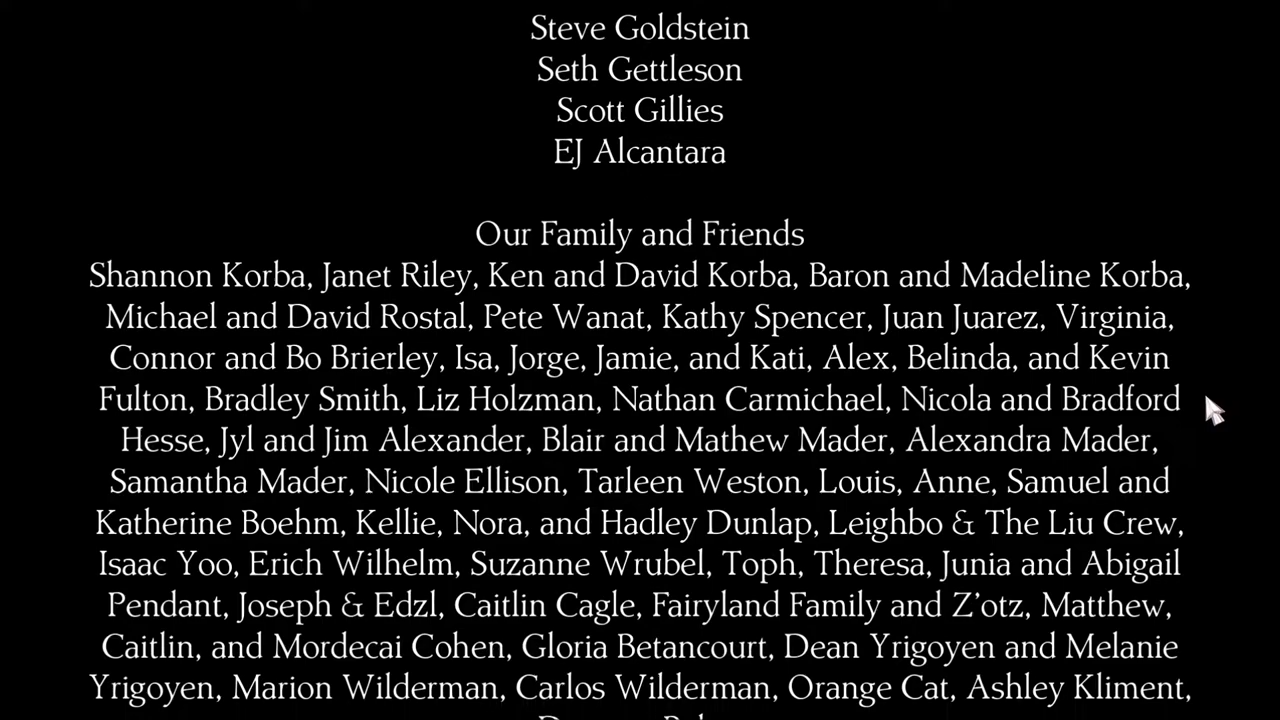 Steve Goldstein
Seth Gettleson
Scott Gillies
EJ Alcantara
Our Family and Friends
Shannon Korba, Janet Riley, Ken and David Korba, Baron and Madeline Korba,
Michael and David Rostal, Pete Wanat, Kathy Spencer, Juan Juarez, Virginia,
Connor and Bo Brierley, Isa, Jorge, Jamie, and Kati, Alex, Belinda, and Kevin
Fulton, Bradley Smith, Liz Holzman, Nathan Carmichael, Nicola and Bradford
Hesse, Jyl and Jim Alexander, Blair and Mathew Mader, Alexandra Mader,
Samantha Mader, Nicole Ellison, Tarleen Weston, Louis, Anne, Samuel and
Katherine Boehm, Kellie, Nora, and Hadley Dunlap, Leighbo & The Liu Crew,
Isaac Yoo, Erich Wilhelm, Suzanne Wrubel, Toph, Theresa, Junia and Abigail
Pendant, Joseph & Edzl, Caitlin Cagle, Fairyland Family and Z’otz, Matthew,
Caitlin, and Mordecai Cohen, Gloria Betancourt, Dean Yrigoyen and Melanie
Yrigoyen, Marion Wilderman, Carlos Wilderman, Orange Cat, Ashley Kliment,